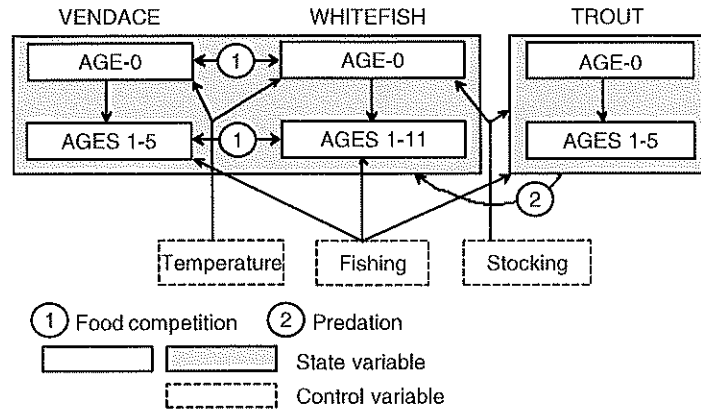 VENDACE WHITEFISH TROUT
AGE-0 1 AGE-0 AGE-0
AGES 1-5 1 AGES 1-11 AGES 1-5
2
Temperature Fishing Stocking
1 Food competition 2 Predation
State variable
Control variable